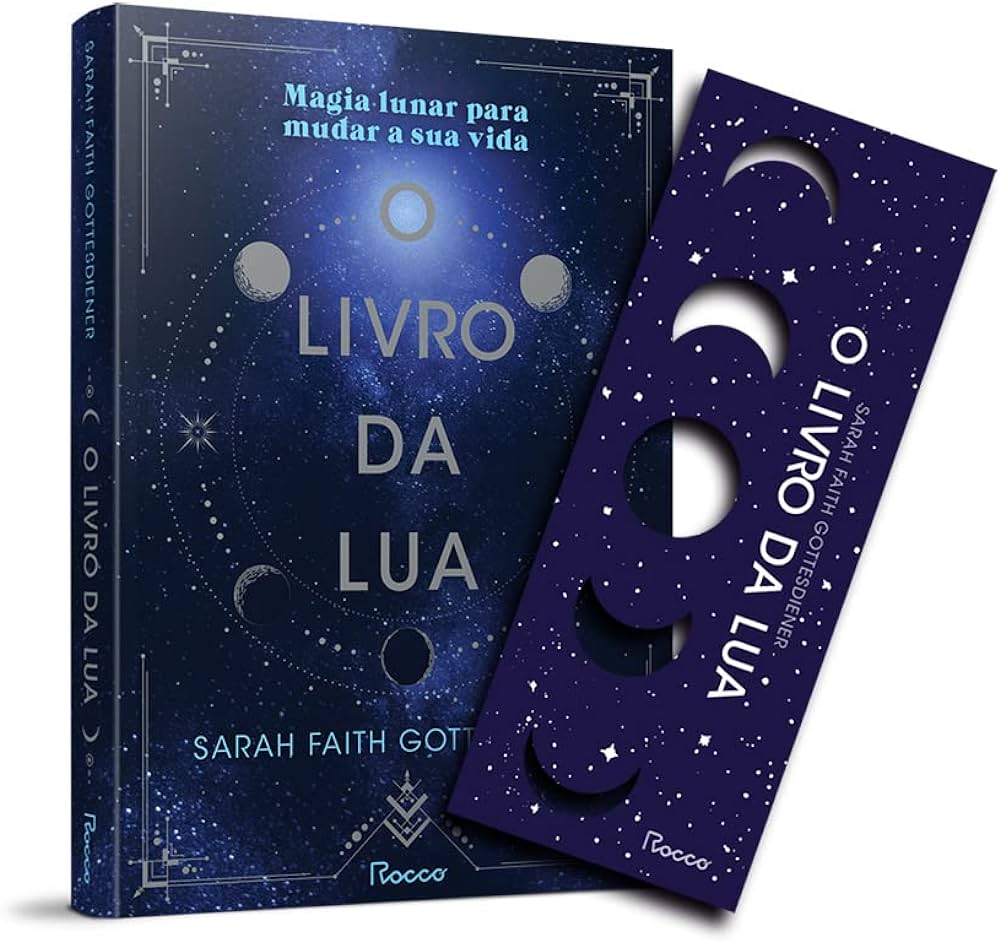 SARAH FAITH GOTTESDIENER
O LIVRO DA LUA
Rocco
Magia lunar para
mudar a sua vida
O
LIVRO
DA
LUA
SARAH FAITH GOTT
Rocco
O LIVRO DA LUA
SARAH FAITH GOTTESDIENER
Rocco